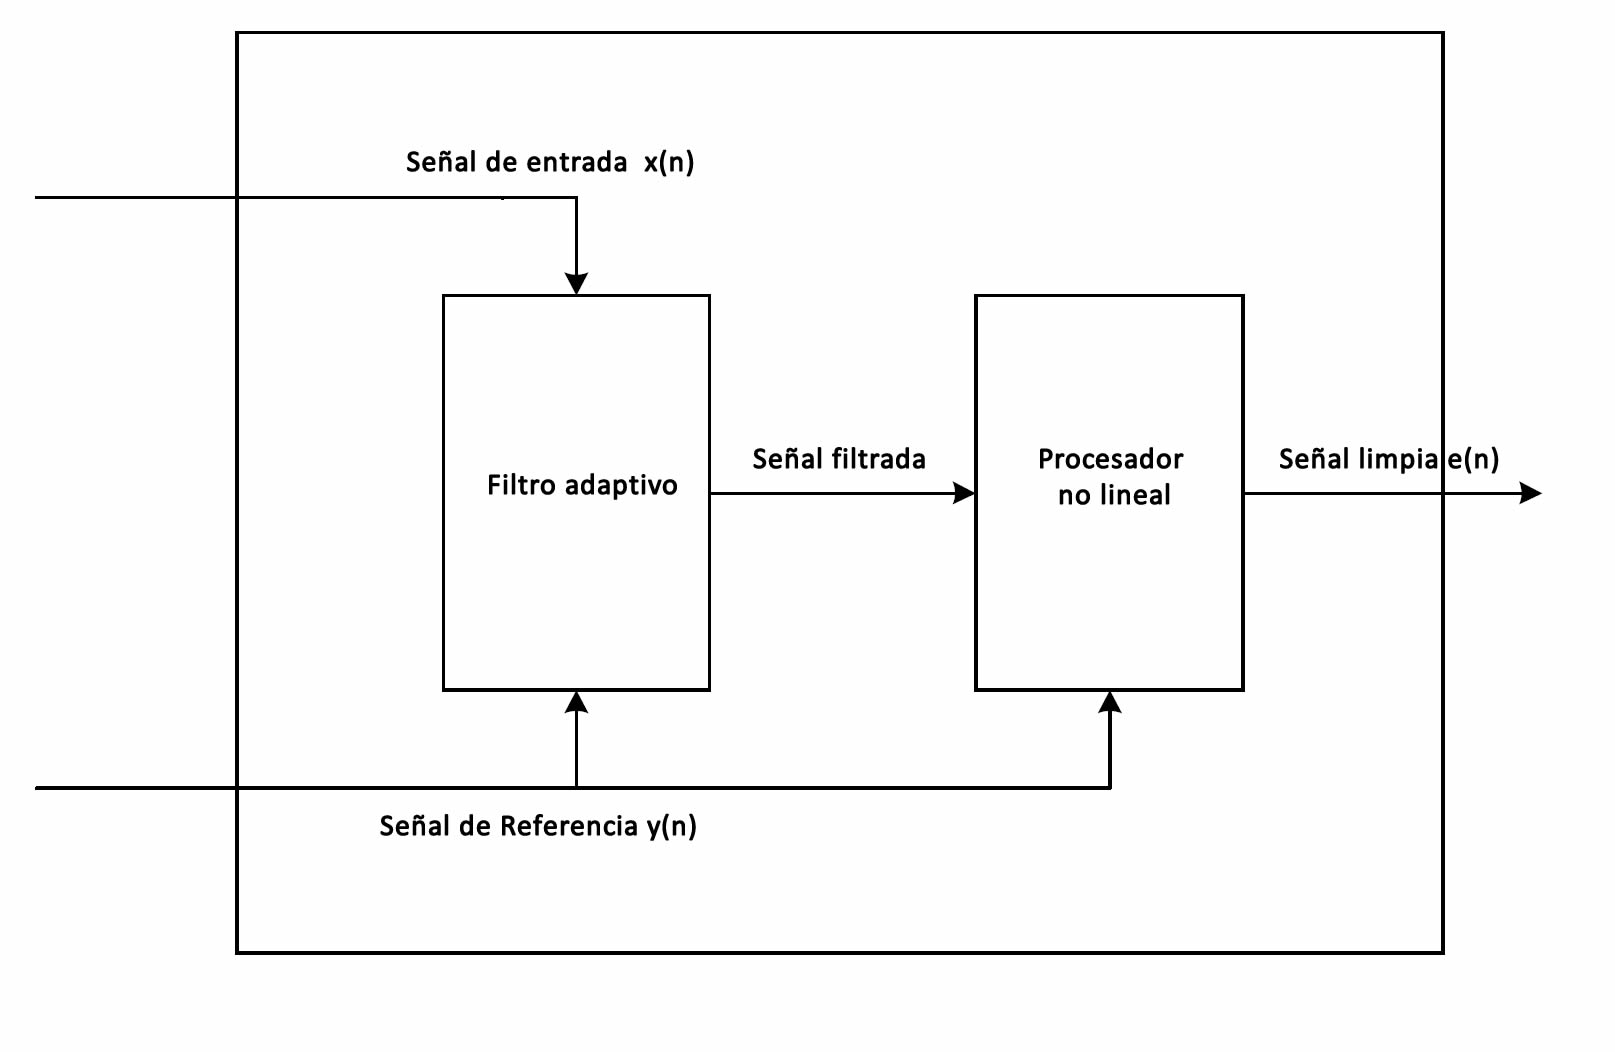 Señal de entrada x(n)
Filtro adaptivo
Señal filtrada
Procesador
no lineal
Señal limpia e(n)
Señal de Referencia y(n)